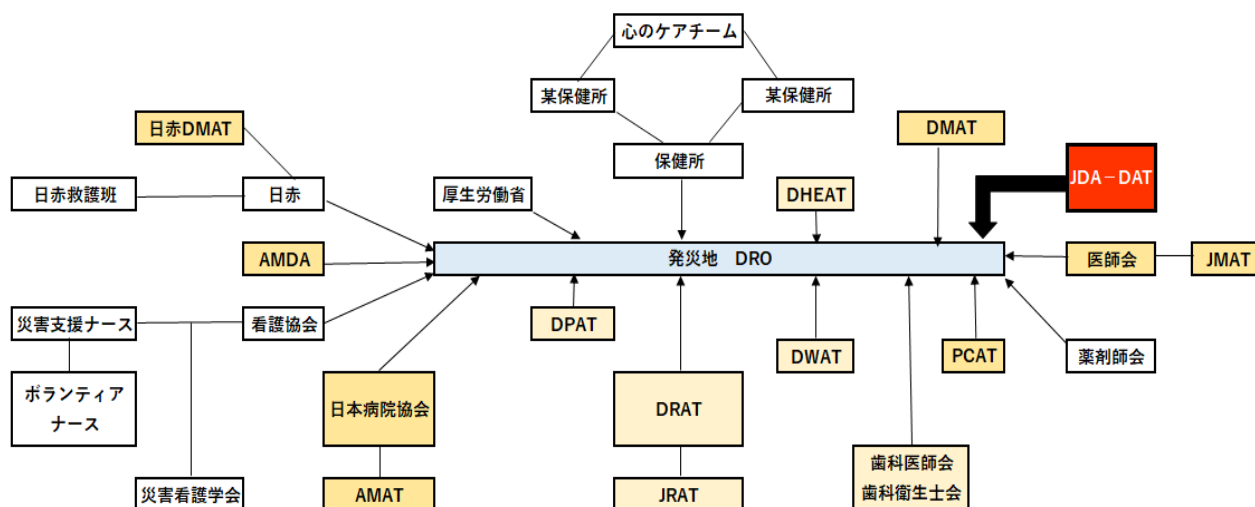 心のケアチーム
某保健所
某保健所
日赤DMAT
DMAT
保健所
JDA－DAT
日赤救護班
日赤
厚生労働省
DHEAT
AMDA
発災地　DRO
医師会
JMAT
災害支援ナース
看護協会
DPAT
DWAT
PCAT
薬剤師会
ボランティア
ナース
日本病院協会
DRAT
歯科医師会
歯科衛生士会
災害看護学会
AMAT
JRAT